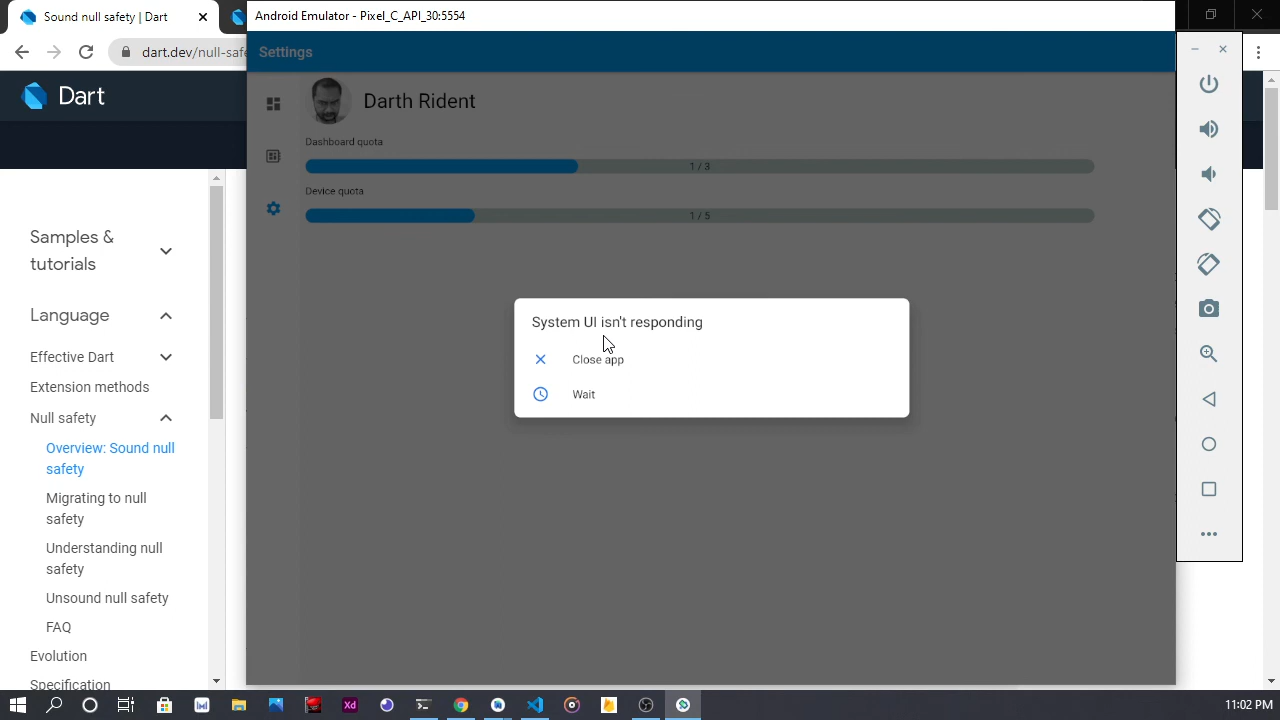 Sound null safety | Dart
Android Emulator - Pixel_C_API_30:5554
dart.dev/null-safe
Dart
Settings
Darth Rident
Dashboard quota
1 / 3
Device quota
1 / 5
System UI isn't responding
Close app
Wait
Samples &
tutorials
Language
Effective Dart
Extension methods
Null safety
Overview: Sound null
safety
Migrating to null
safety
Understanding null
safety
Unsound null safety
FAQ
Evolution
Specification
Xd
11:02 PM